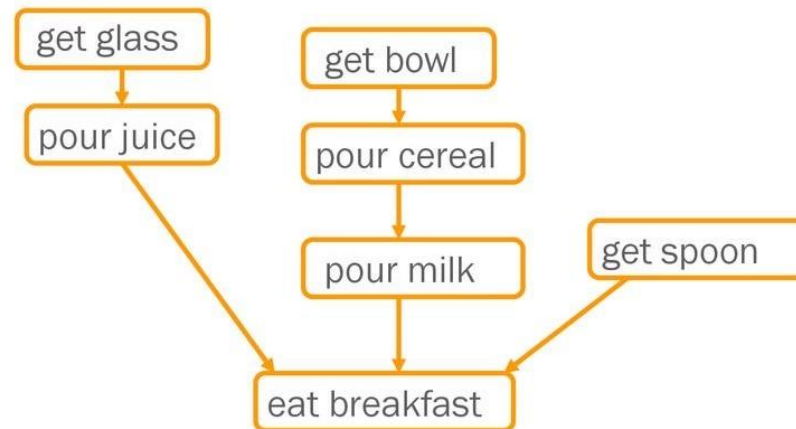 get glass
get bowl
pour juice
pour cereal
get spoon
pour milk
eat breakfast